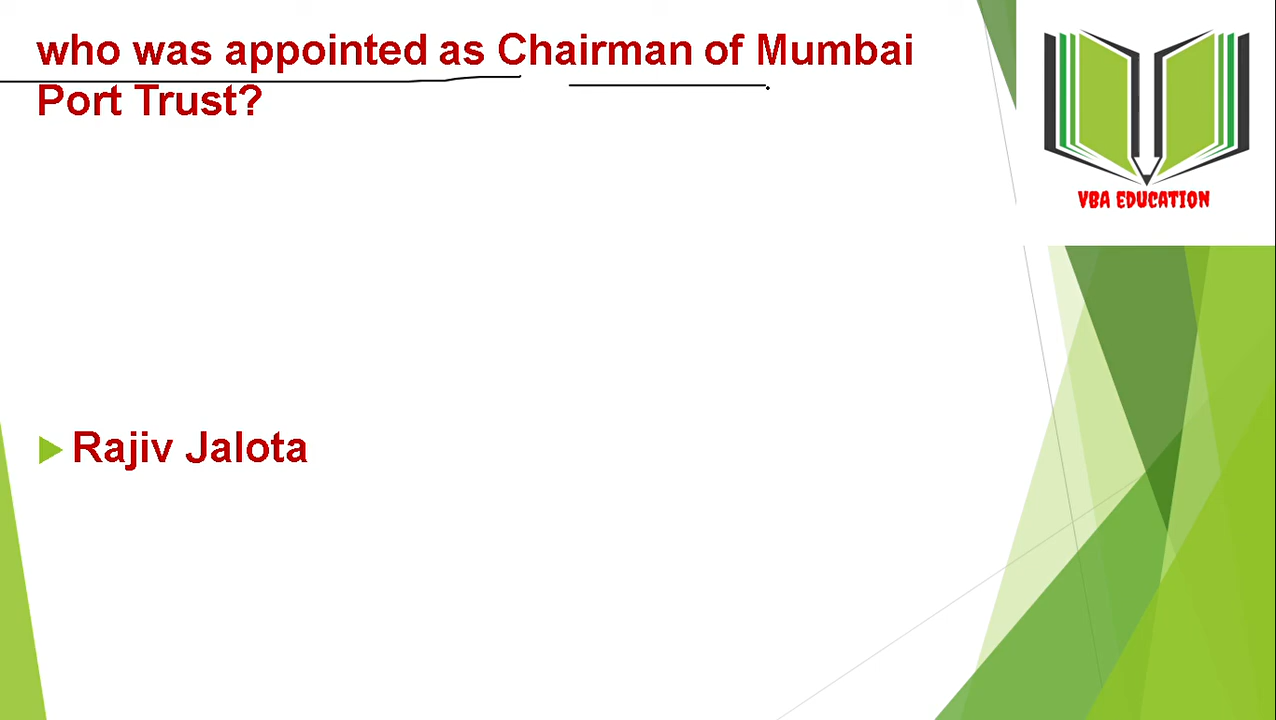 who was appointed as Chairman of Mumbai
Port Trust?
VBA EDUCATION
Rajiv Jalota